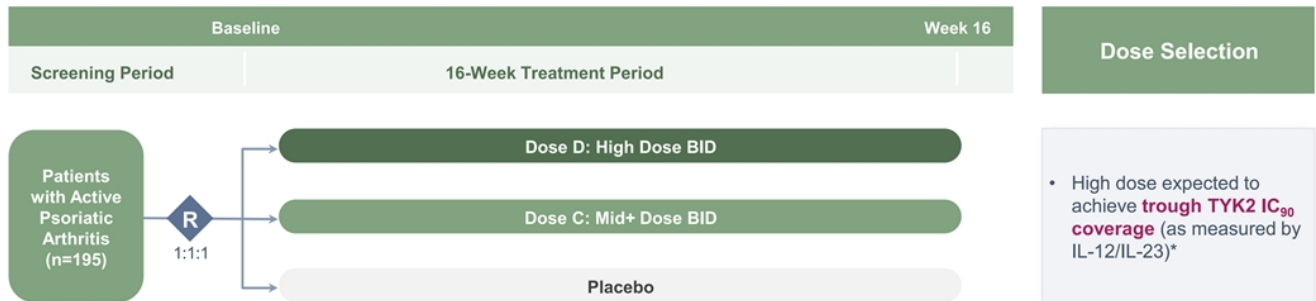 Baseline
Week 16
Screening Period
16-Week Treatment Period
Dose Selection
Patients
with Active
Psoriatic
Arthritis
(n=195)
R
1:1:1
Dose D: High Dose BID
Dose C: Mid+ Dose BID
Placebo
• High dose expected to
achieve trough TYK2 IC₉₀
coverage (as measured by
IL-12/IL-23)*